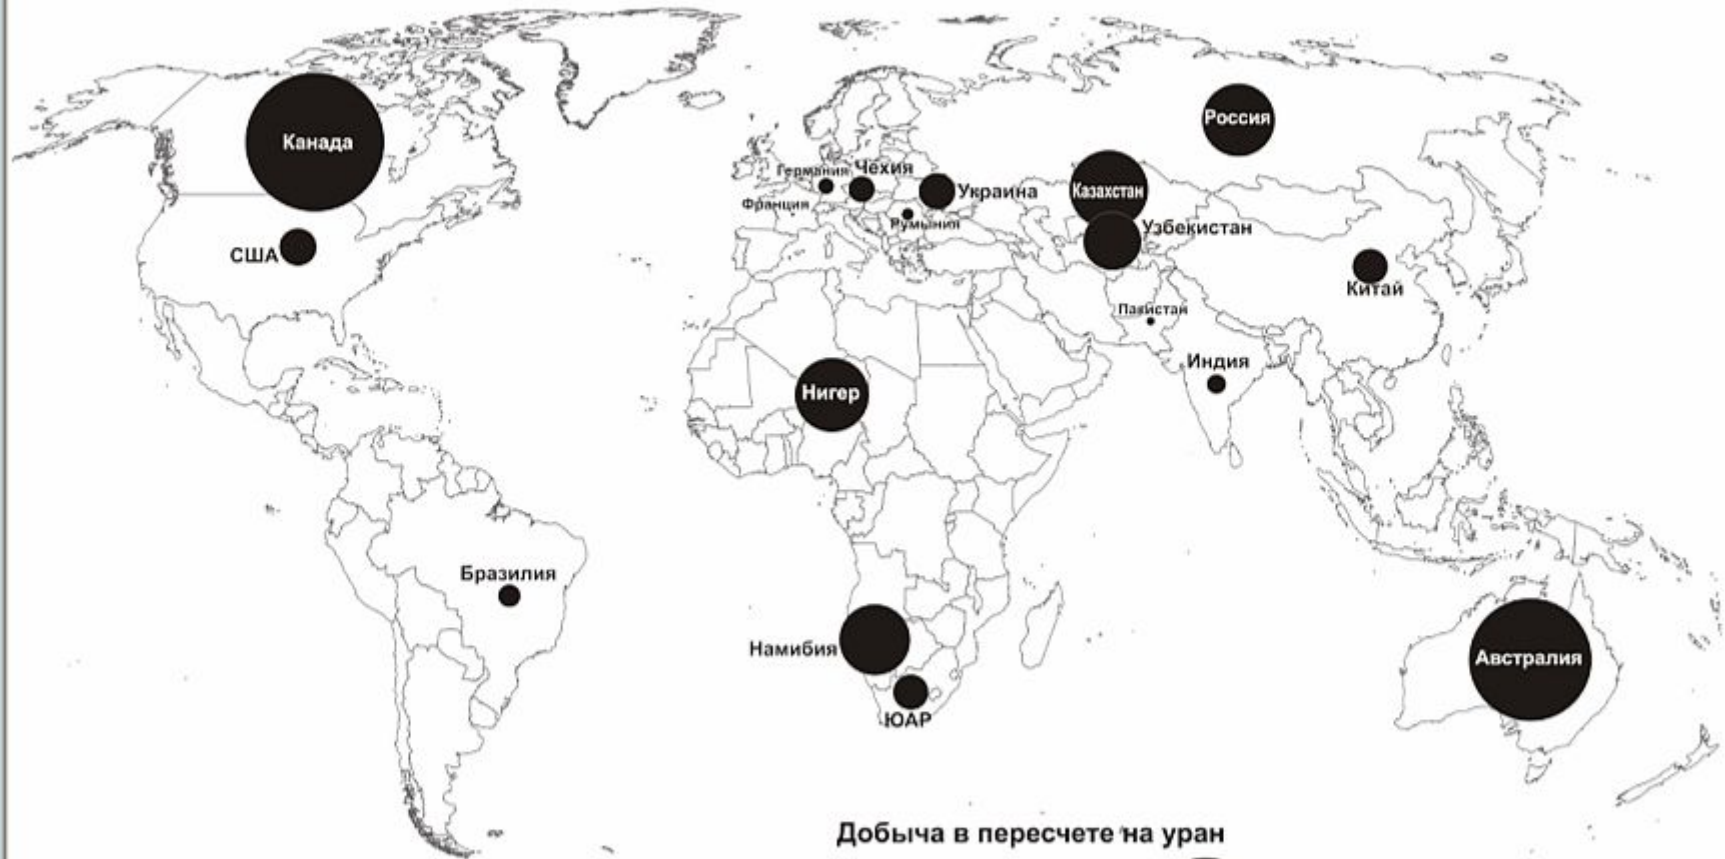 Канада
Россия
Германия
Чехия
Казахстан
Украина
Франция
Румыния
Узбекистан
США
Китай
Пакистан
Индия
Нигер
Бразилия
Намибия
Австралия
ЮАР
Добыча в пересчете на уран